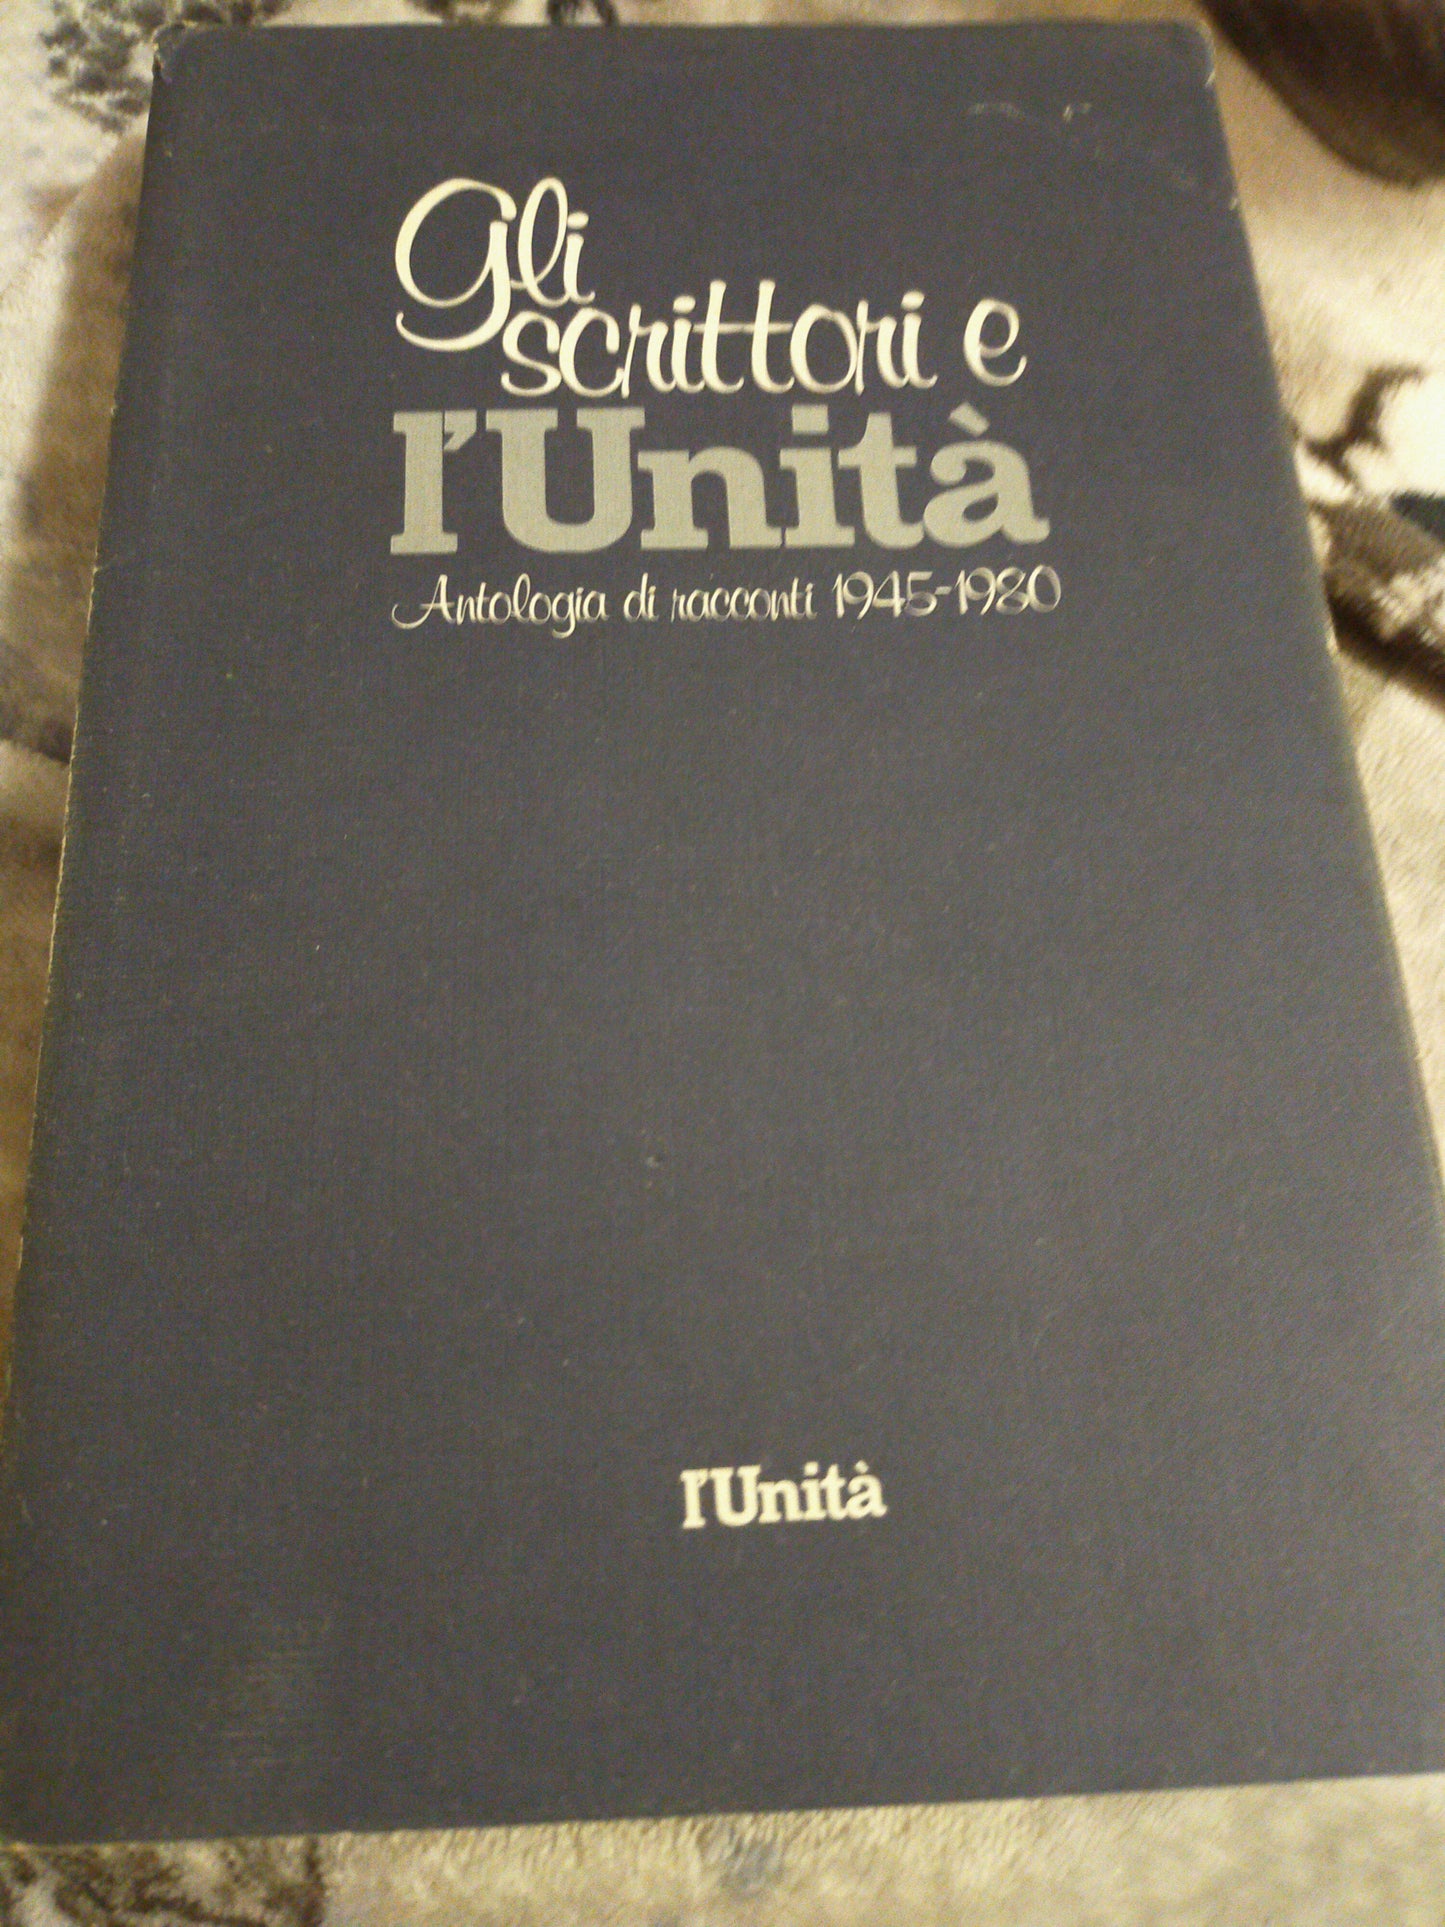 Gli
scrittori e
l'Unità
Antologia di racconti 1945-1980
l'Unità